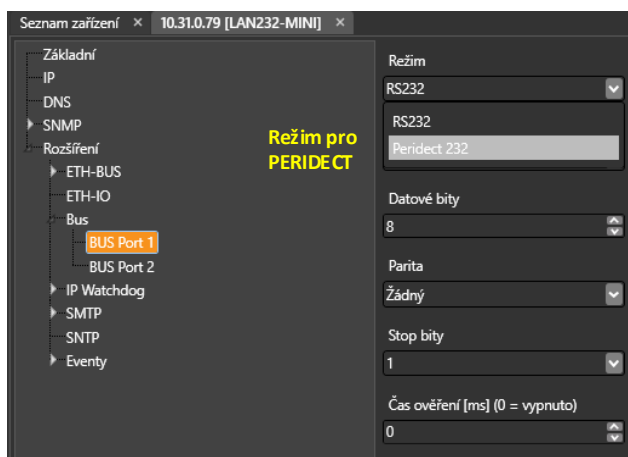 Seznam zařízení ×
10.31.0.79 [LAN232-MINI] ×
Základní
IP
DNS
SNMP
Rozšíření
ETH-BUS
ETH-IO
Bus
BUS Port 1
BUS Port 2
IP Watchdog
SMTP
SNTP
Eventy
Režim pro
PERIDECT
Režim
RS232
RS232
Peridect 232
Datové bity
8
Parita
Žádný
Stop bity
1
Čas ověření [ms] (0 = vypnuto)
0